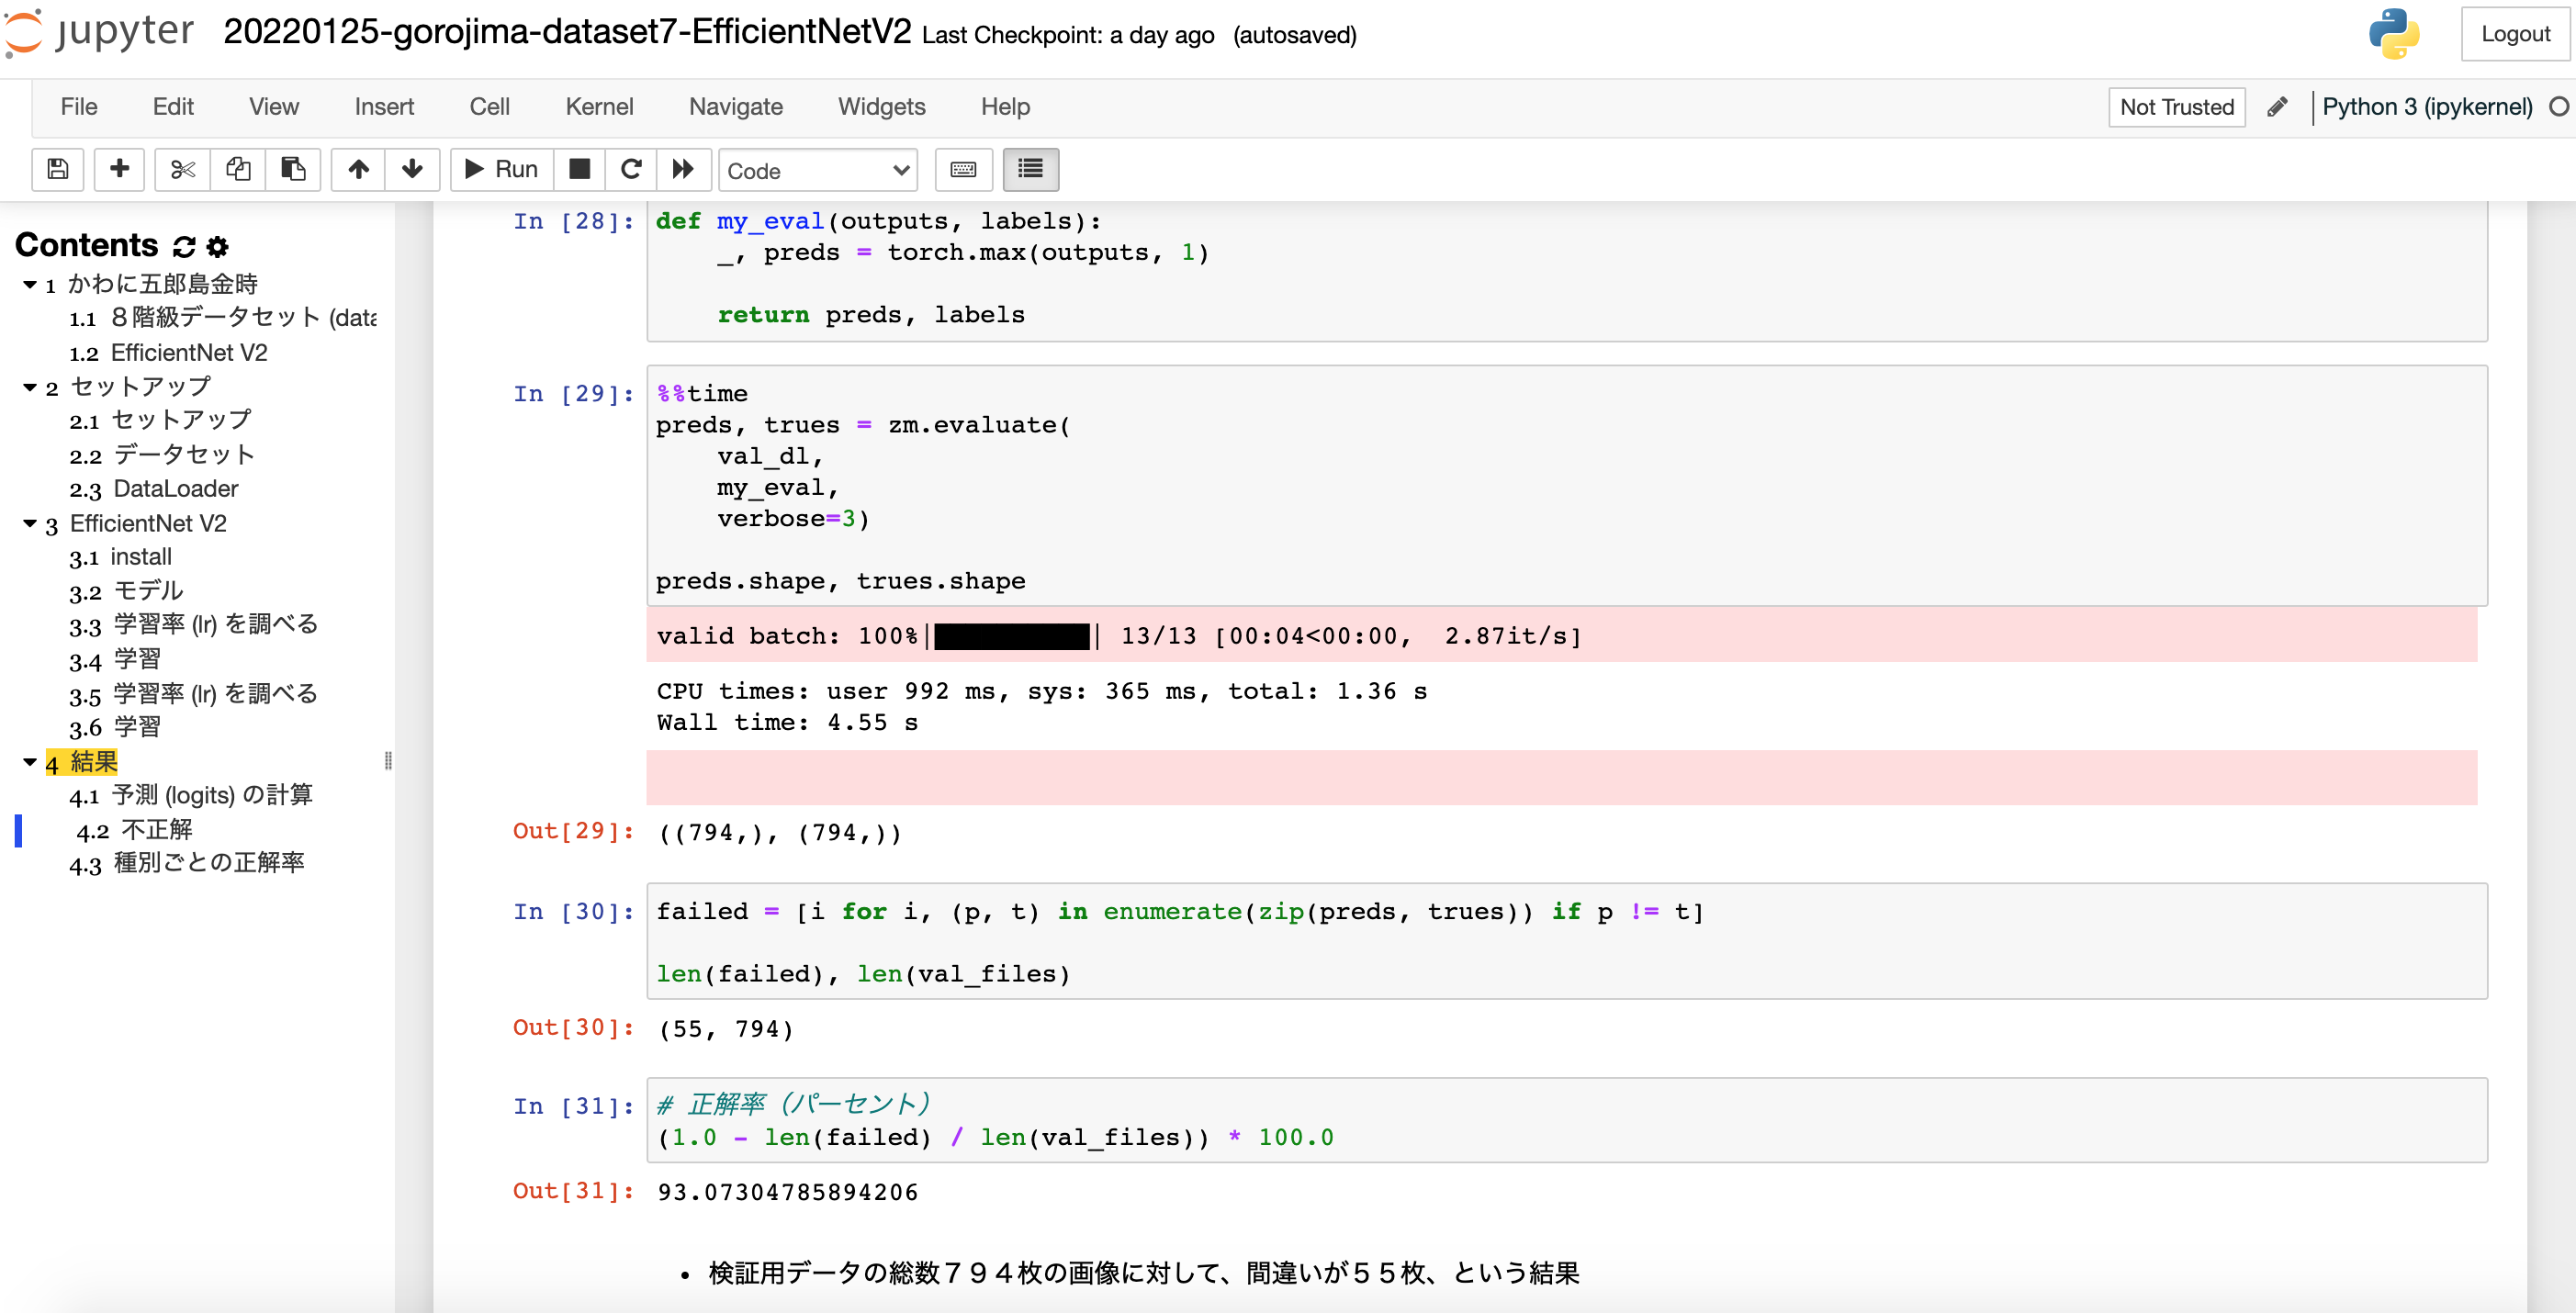 jupyter 20220125-gorojima-dataset7-EfficientNetV2 Last Checkpoint: a day ago (autosaved) Logout
File Edit View Insert Cell Kernel Navigate Widgets Help Not Trusted Python 3 (ipykernel)
Run Code
Contents
1 かわに五郎島金時
1.1 ８階級データセット (data
1.2 EfficientNet V2
2 セットアップ
2.1 セットアップ
2.2 データセット
2.3 DataLoader
3 EfficientNet V2
3.1 install
3.2 モデル
3.3 学習率 (lr) を調べる
3.4 学習
3.5 学習率 (lr) を調べる
3.6 学習
4 結果
4.1 予測 (logits) の計算
4.2 不正解
4.3 種別ごとの正解率
In [28]: def my_eval(outputs, labels):
_, preds = torch.max(outputs, 1)
return preds, labels
In [29]: %%time
preds, trues = zm.evaluate(
val_dl,
my_eval,
verbose=3)
preds.shape, trues.shape
valid batch: 100%|██████████| 13/13 [00:04<00:00, 2.87it/s]
CPU times: user 992 ms, sys: 365 ms, total: 1.36 s
Wall time: 4.55 s
Out[29]: ((794,), (794,))
In [30]: failed = [i for i, (p, t) in enumerate(zip(preds, trues)) if p != t]
len(failed), len(val_files)
Out[30]: (55, 794)
In [31]: # 正解率（パーセント）
(1.0 - len(failed) / len(val_files)) * 100.0
Out[31]: 93.07304785894206
• 検証用データの総数７９４枚の画像に対して、間違いが５５枚、という結果